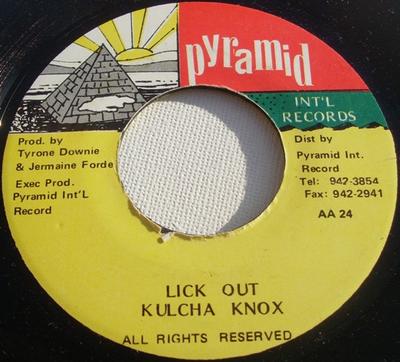 pyramid
INT'L
RECORDS
Prod. by
Tyrone Downie
& Jermaine Forde
Exec Prod.
Pyramid Int'L
Record
Dist by
Pyramid Int.
Record
Tel: 942-3854
Fax: 942-2941
AA 24
LICK OUT
KULCHA KNOX
ALL RIGHTS RESERVED